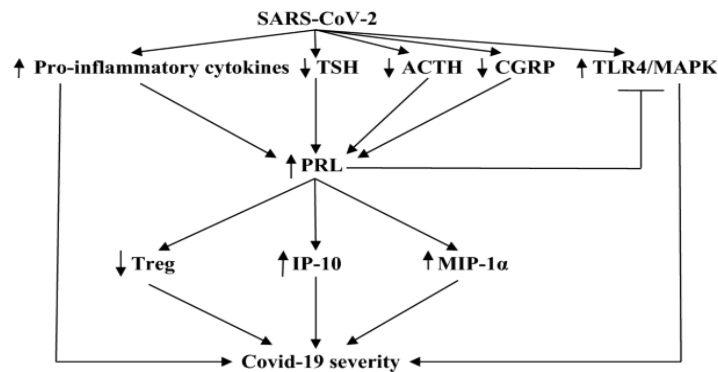 SARS-CoV-2
↑ Pro-inflammatory cytokines ↓ TSH ↓ ACTH ↓ CGRP ↑ TLR4/MAPK
↑ PRL
↓ Treg ↑ IP-10 ↑ MIP-1α
Covid-19 severity